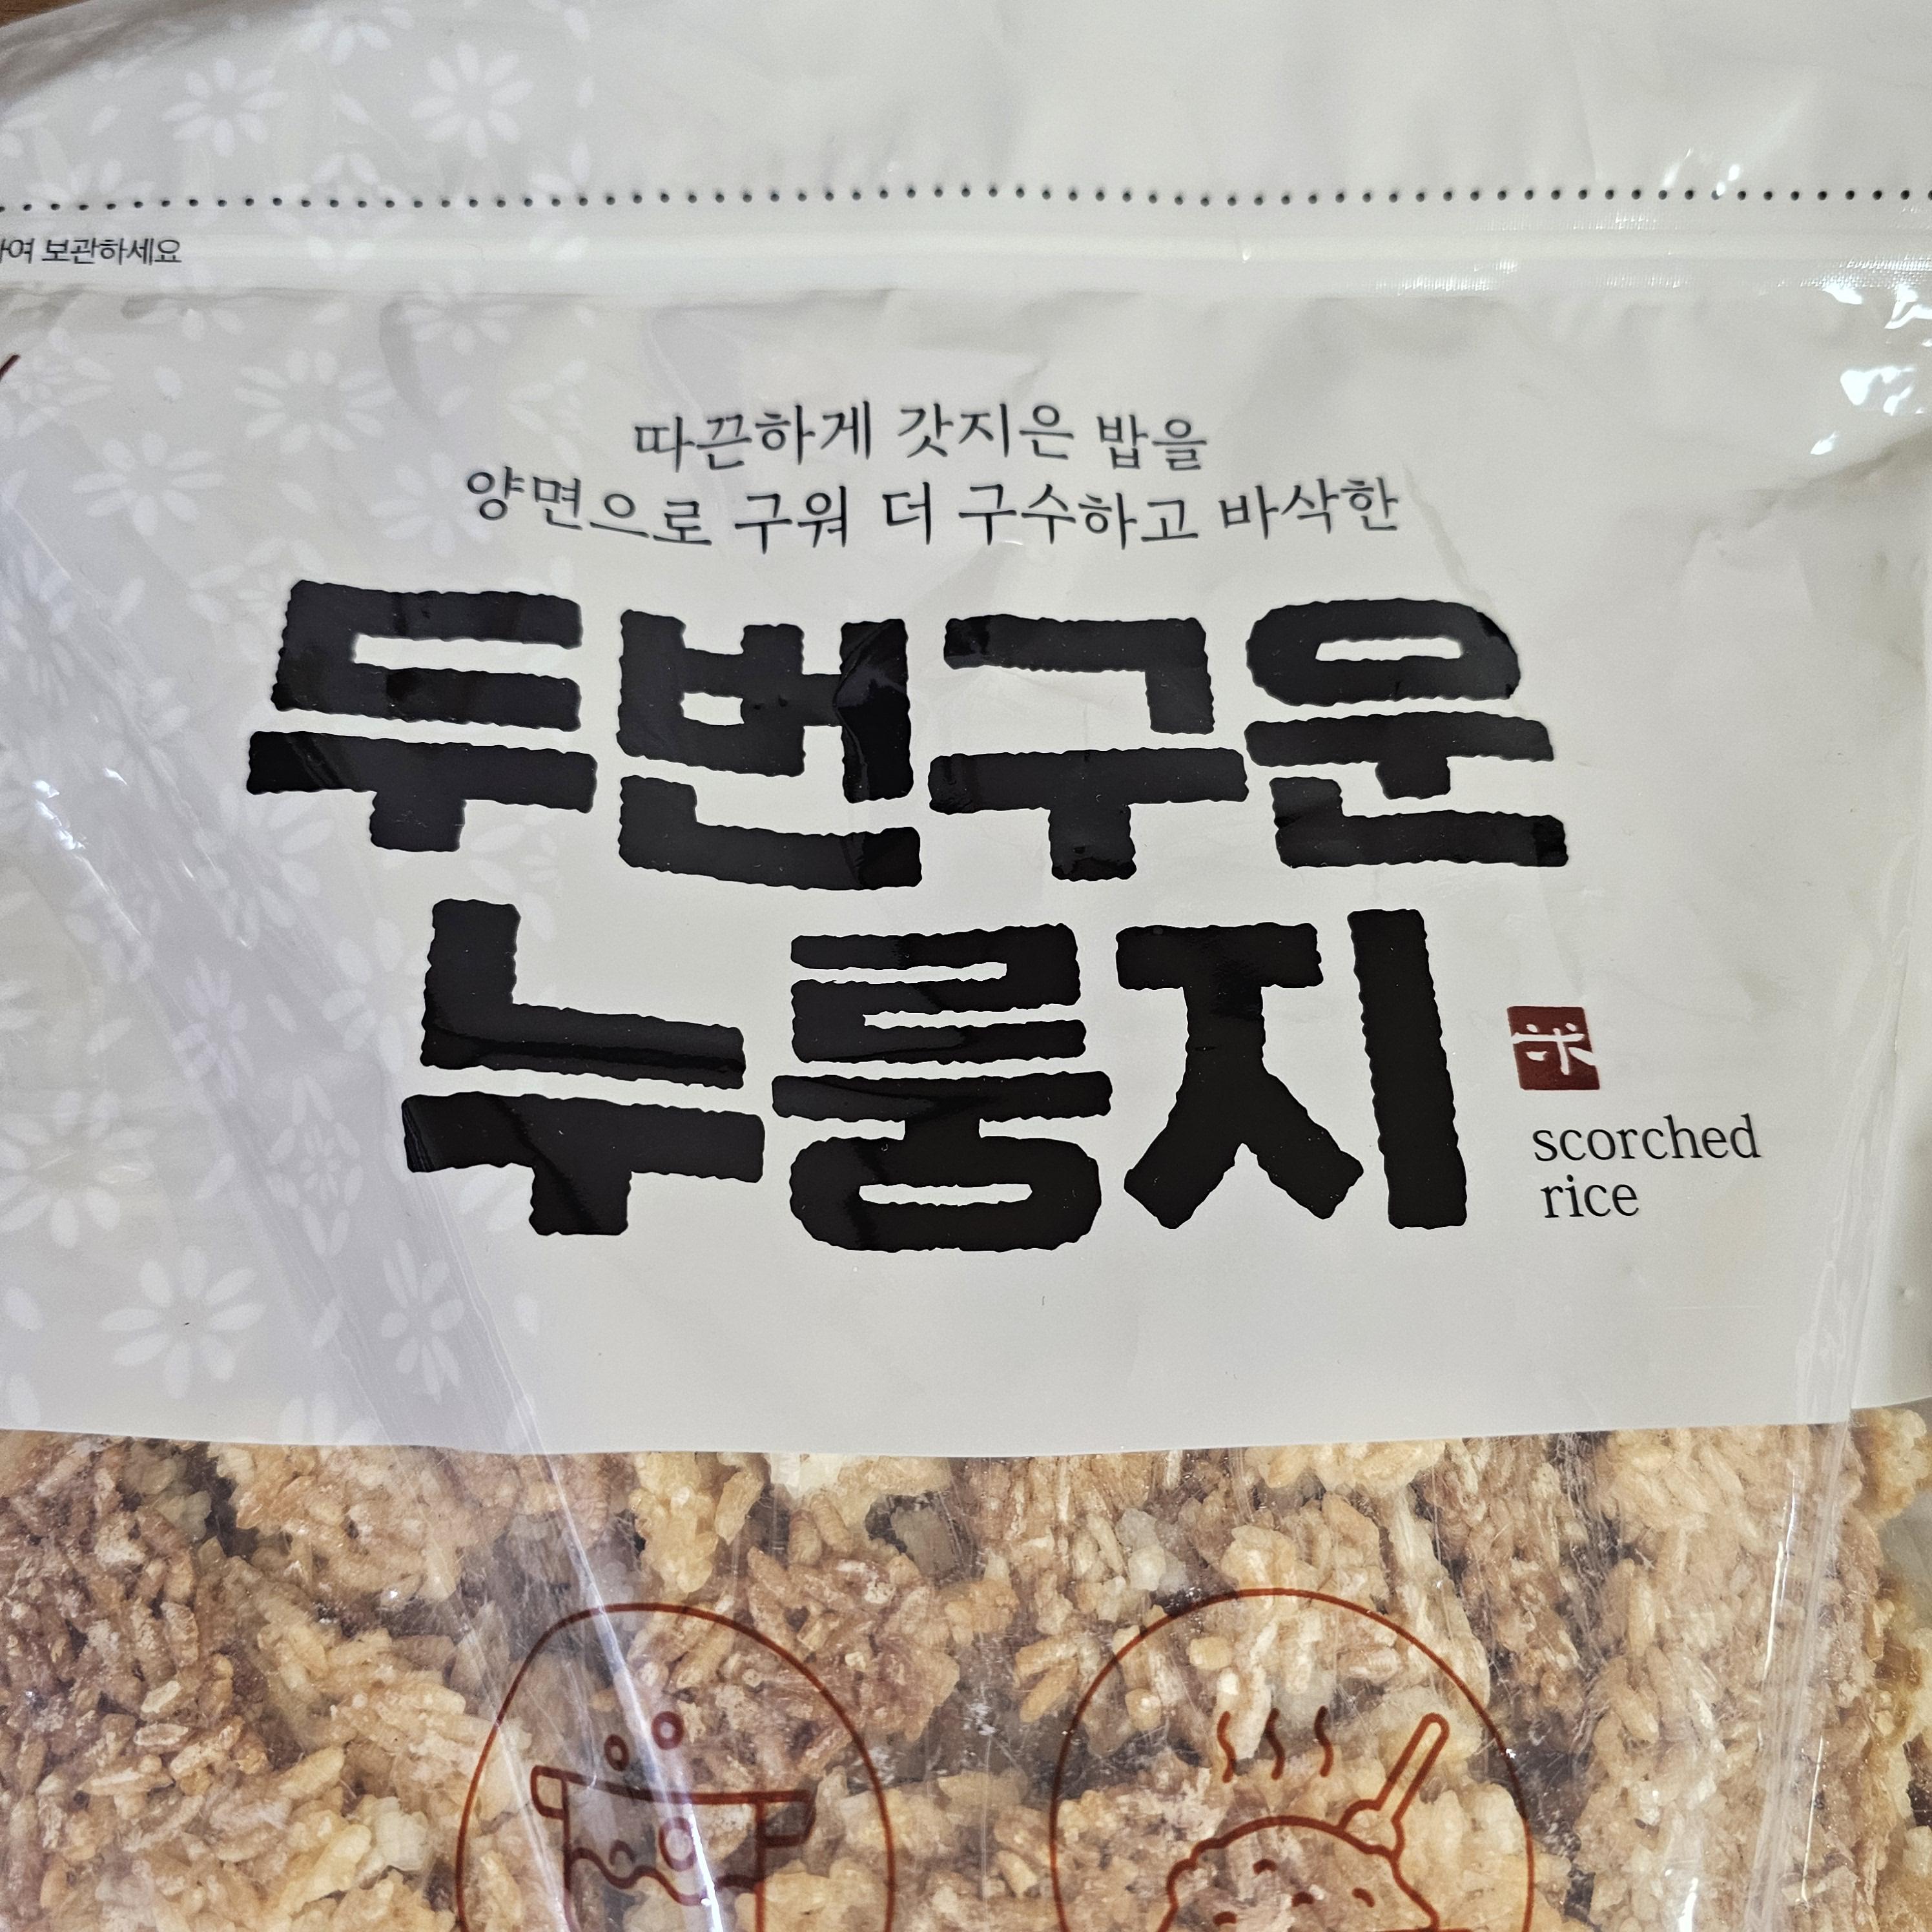 보관하세요
따끈하게 갓지은 밥을
양면으로 구워 더 구수하고 바삭한
두번구운
누룽지
米
scorched
rice